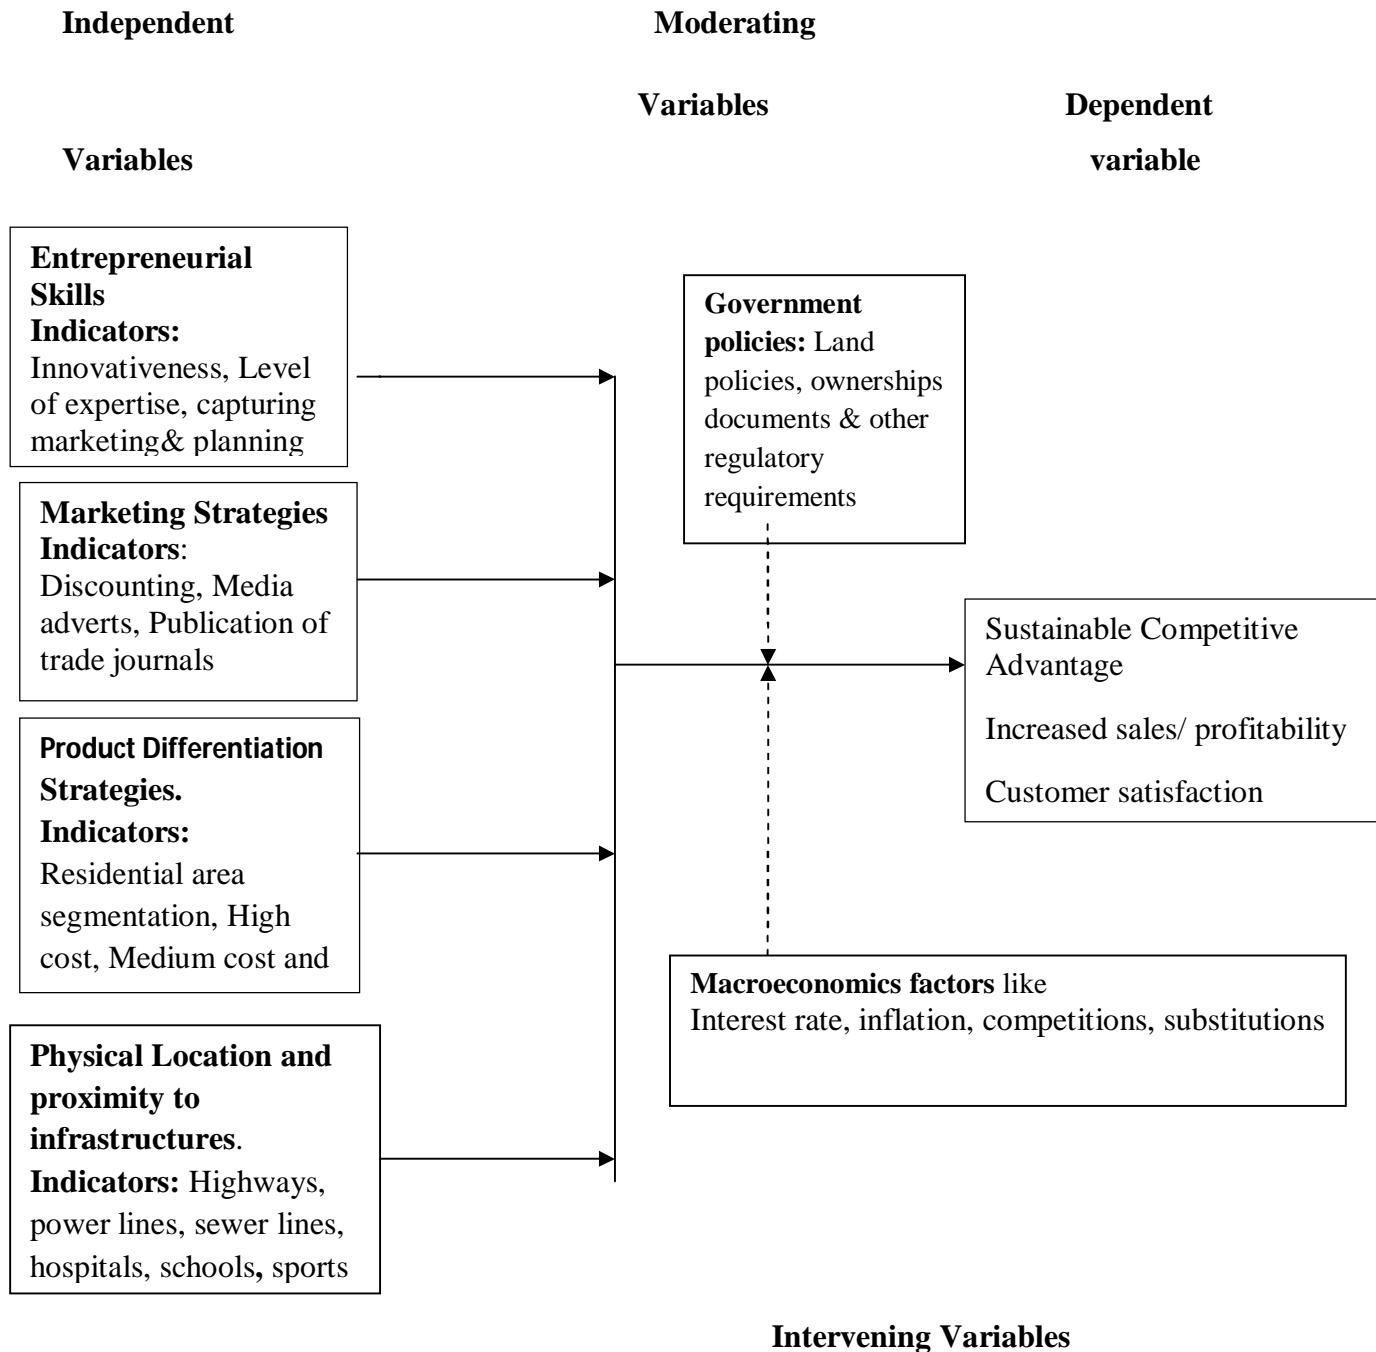 Independent
Moderating
Variables
Dependent
Variables
variable
Entrepreneurial
Skills
Indicators:
Innovativeness, Level
of expertise, capturing
marketing& planning
Marketing Strategies
Indicators:
Discounting, Media
adverts, Publication of
trade journals
Product Differentiation
Strategies.
Indicators:
Residential area
segmentation, High
cost, Medium cost and
Physical Location and
proximity to
infrastructures.
Indicators: Highways,
power lines, sewer lines,
hospitals, schools, sports
Government
policies: Land
policies, ownerships
documents & other
regulatory
requirements
Macroeconomics factors like
Interest rate, inflation, competitions, substitutions
Sustainable Competitive
Advantage
Increased sales/ profitability
Customer satisfaction
Intervening Variables